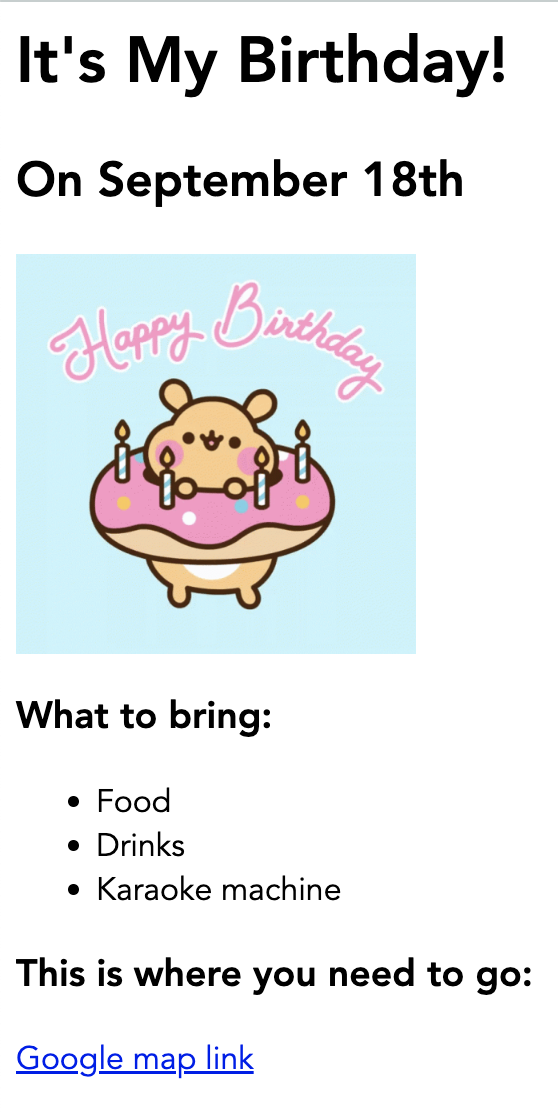 It's My Birthday!
On September 18th
Happy Birthday
What to bring:
Food
Drinks
Karaoke machine
This is where you need to go:
Google map link